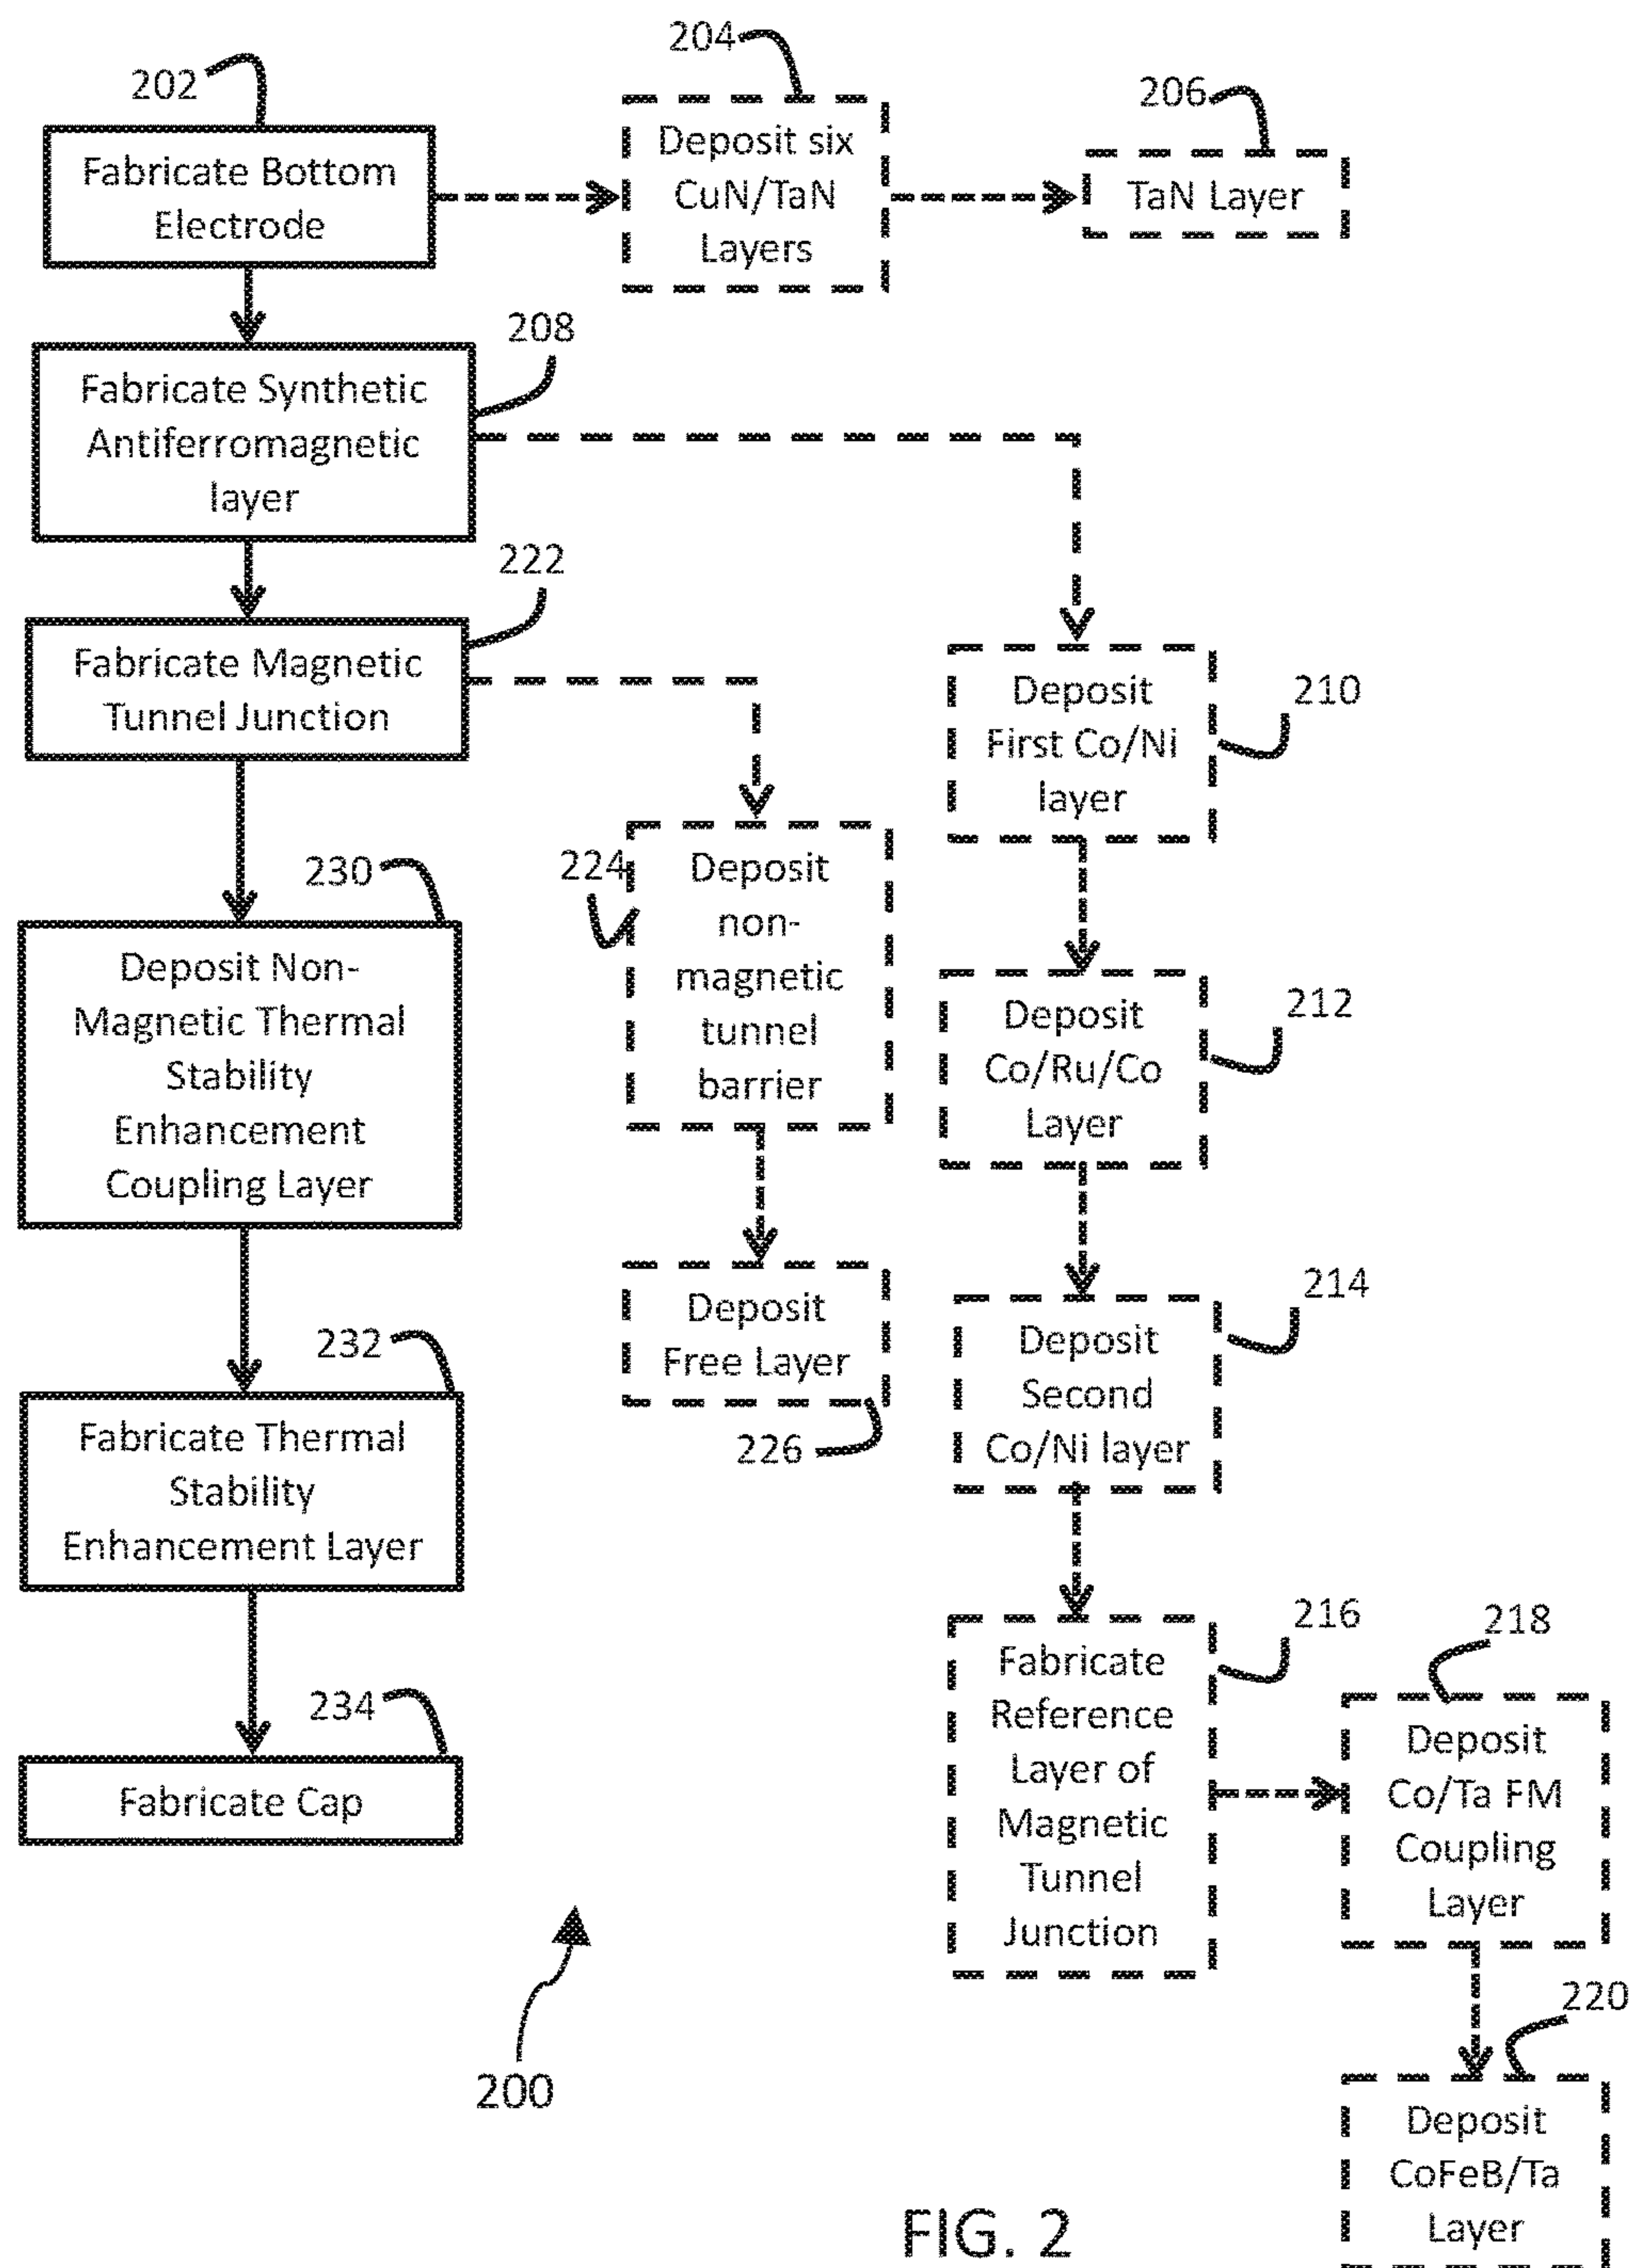 204
202
206
Fabricate Bottom
Electrode
Deposit six
CuN/TaN
Layers
TaN Layer
208
Fabricate Synthetic
Antiferromagnetic
layer
222
Fabricate Magnetic
Tunnel Junction
210
Deposit
First Co/Ni
layer
230
224
Deposit
non-
magnetic
tunnel
barrier
Deposit Non-
Magnetic Thermal
Stability
Enhancement
Coupling Layer
212
Deposit
Co/Ru/Co
Layer
214
Deposit
Free Layer
226
Deposit
Second
Co/Ni layer
232
Fabricate Thermal
Stability
Enhancement Layer
216
218
Fabricate
Reference
Layer of
Magnetic
Tunnel
Junction
Deposit
Co/Ta FM
Coupling
Layer
234
Fabricate Cap
220
200
Deposit
CoFeB/Ta
Layer
FIG. 2